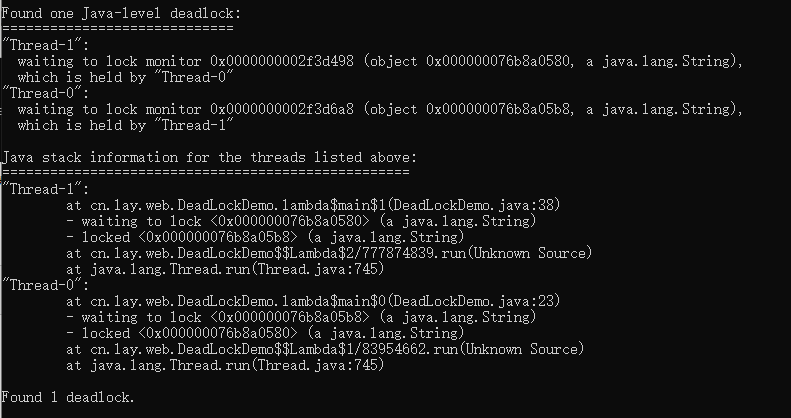 Found one Java-level deadlock:
=============================
"Thread-1":
  waiting to lock monitor 0x0000000002f3d498 (object 0x000000076b8a0580, a java.lang.String),
  which is held by "Thread-0"
"Thread-0":
  waiting to lock monitor 0x0000000002f3d6a8 (object 0x000000076b8a05b8, a java.lang.String),
  which is held by "Thread-1"

Java stack information for the threads listed above:
===================================================
"Thread-1":
        at cn.lay.web.DeadLockDemo.lambda$main$1(DeadLockDemo.java:38)
        - waiting to lock <0x000000076b8a0580> (a java.lang.String)
        - locked <0x000000076b8a05b8> (a java.lang.String)
        at cn.lay.web.DeadLockDemo$$Lambda$2/777874839.run(Unknown Source)
        at java.lang.Thread.run(Thread.java:745)
"Thread-0":
        at cn.lay.web.DeadLockDemo.lambda$main$0(DeadLockDemo.java:23)
        - waiting to lock <0x000000076b8a05b8> (a java.lang.String)
        - locked <0x000000076b8a0580> (a java.lang.String)
        at cn.lay.web.DeadLockDemo$$Lambda$1/83954662.run(Unknown Source)
        at java.lang.Thread.run(Thread.java:745)

Found 1 deadlock.